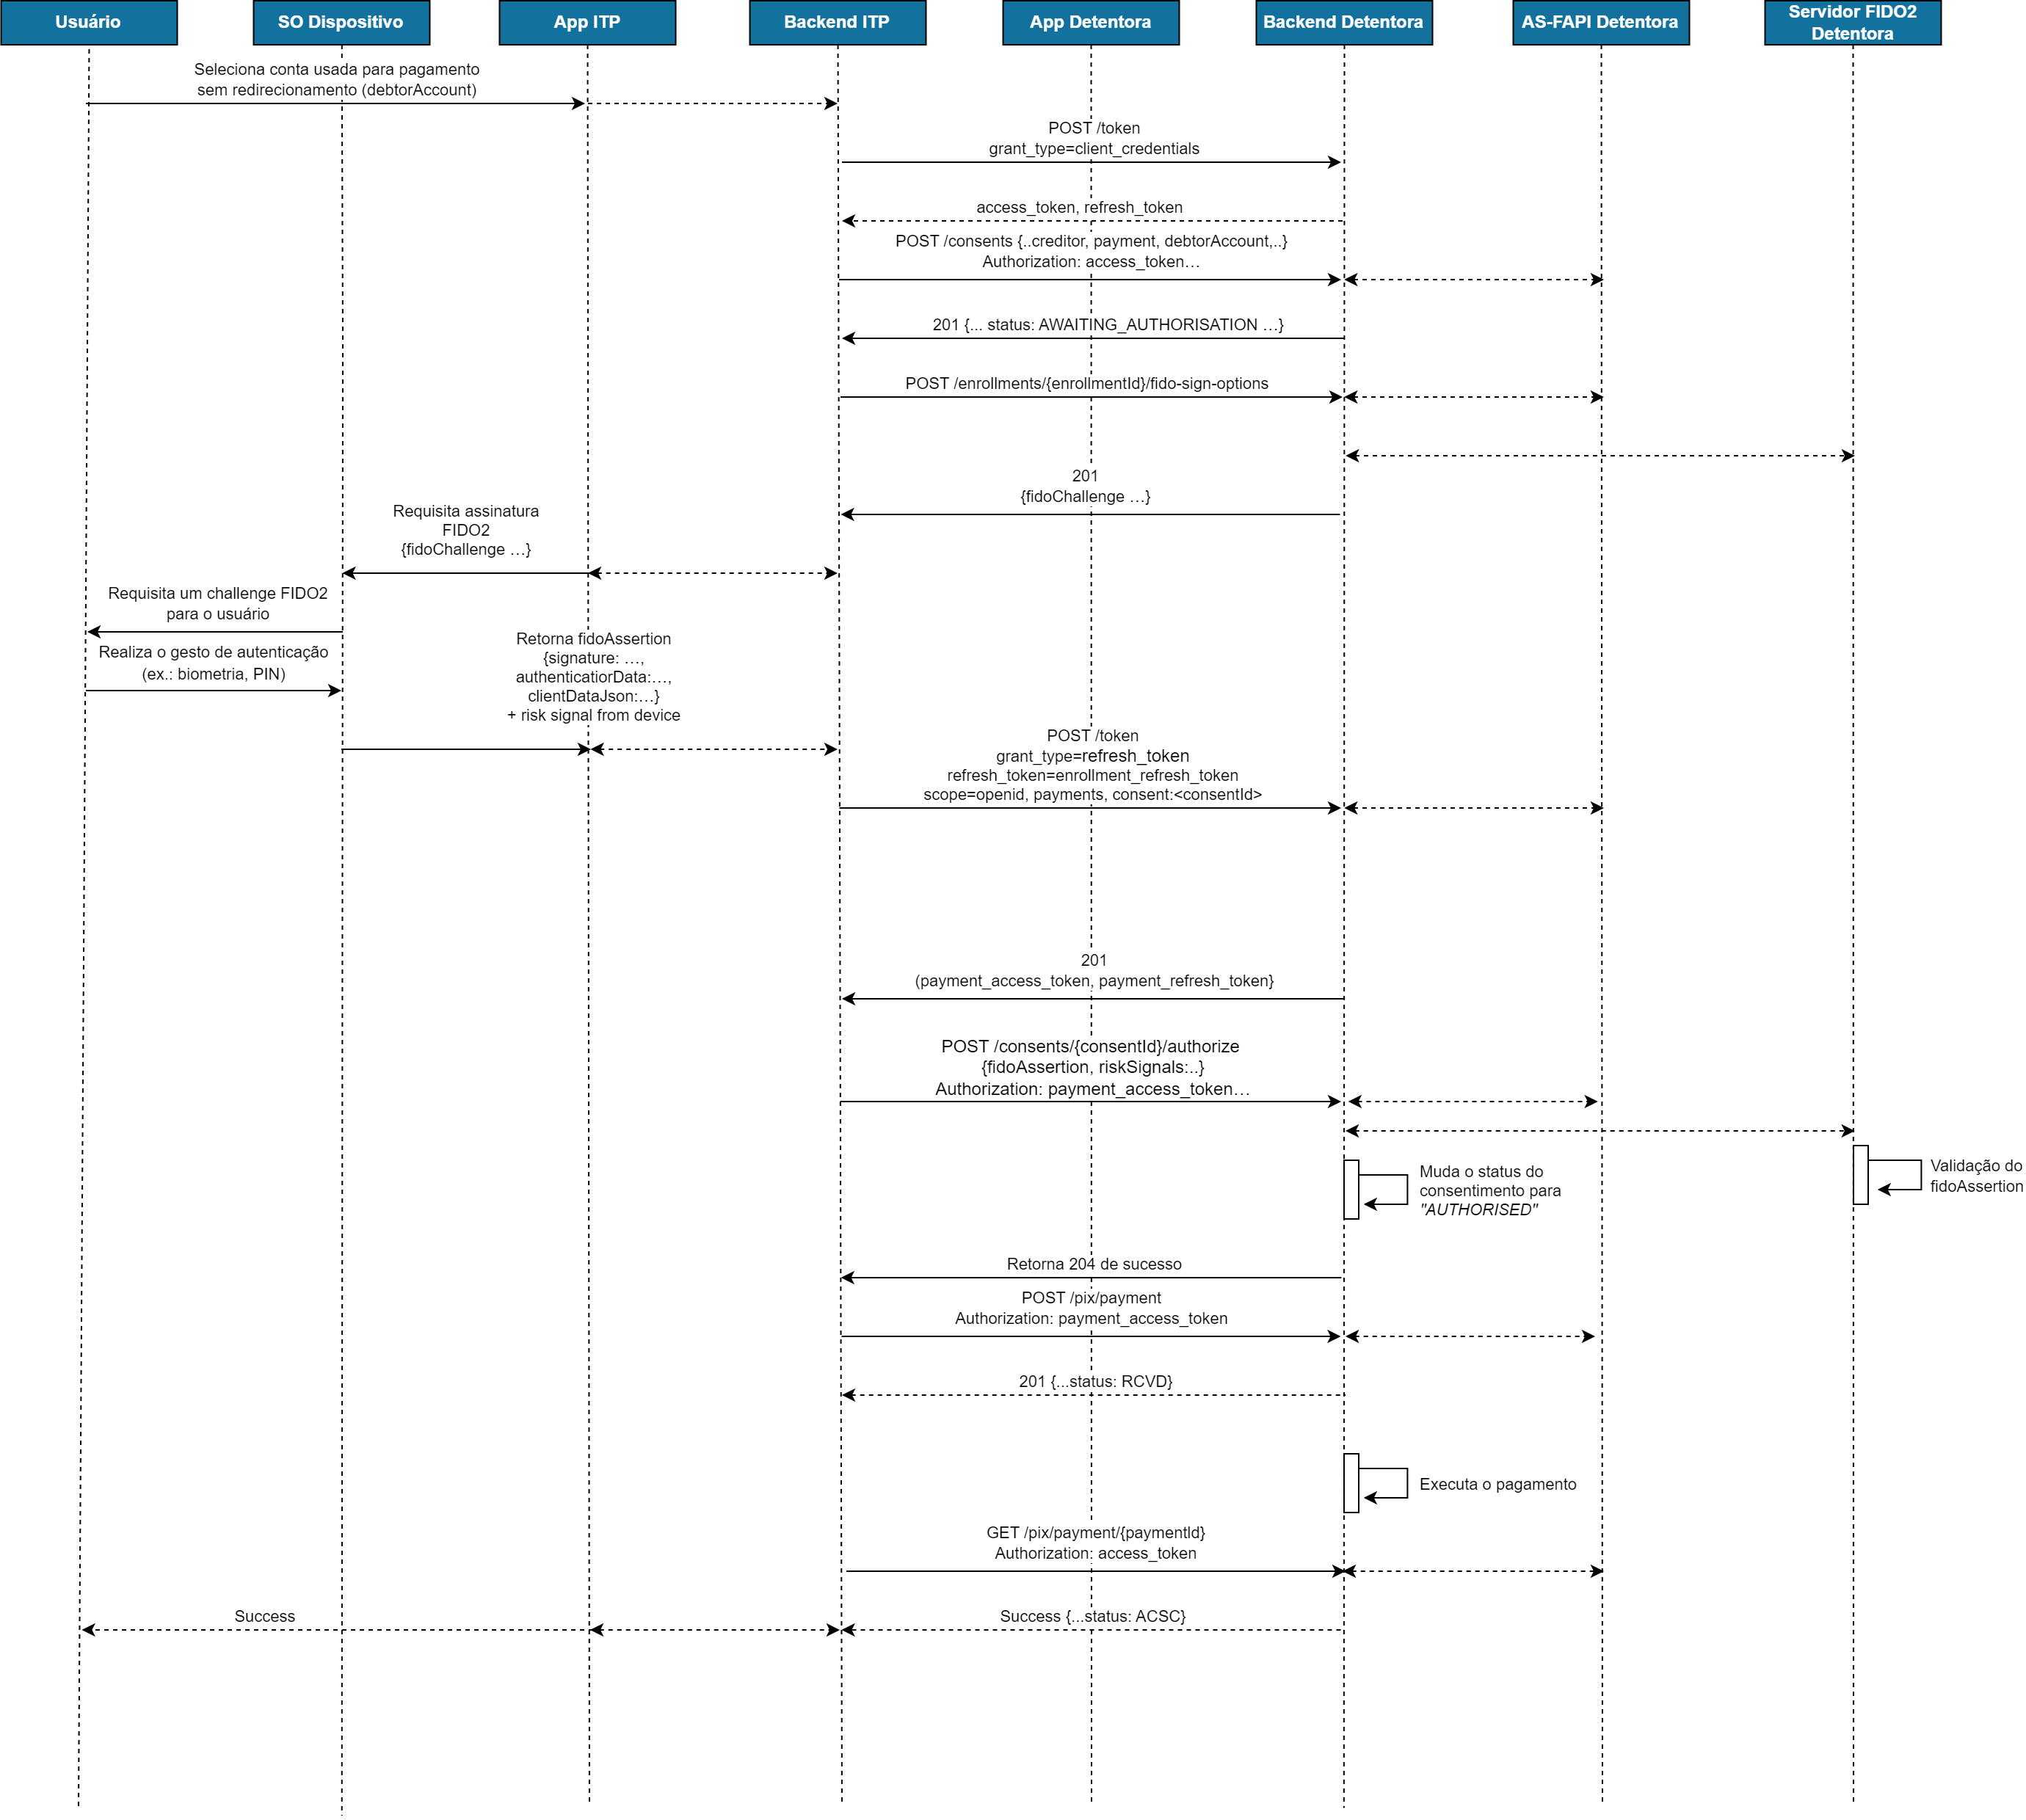 Usuário
SO Dispositivo
App ITP
Backend ITP
App Detentora
Backend Detentora
AS-FAPI Detentora
Servidor FIDO2
Detentora
Seleciona conta usada para pagamento
sem redirecionamento (debtorAccount)
POST /token
grant_type=client_credentials
access_token, refresh_token
POST /consents {..creditor, payment, debtorAccount,..}
Authorization: access_token…
201 {... status: AWAITING_AUTHORISATION …}
POST /enrollments/{enrollmentId}/fido-sign-options
201
{fidoChallenge …}
Requisita assinatura
FIDO2
{fidoChallenge …}
Requisita um challenge FIDO2
para o usuário
Realiza o gesto de autenticação
(ex.: biometria, PIN)
Retorna fidoAssertion
{signature: …,
authenticatiorData:…,
clientDataJson:…}
+ risk signal from device
POST /token
grant_type=refresh_token
refresh_token=enrollment_refresh_token
scope=openid, payments, consent:<consentId>
201
(payment_access_token, payment_refresh_token}
POST /consents/{consentId}/authorize
{fidoAssertion, riskSignals:..}
Authorization: payment_access_token…
Validação do
fidoAssertion
Muda o status do
consentimento para
"AUTHORISED"
Retorna 204 de sucesso
POST /pix/payment
Authorization: payment_access_token
201 {...status: RCVD}
Executa o pagamento
GET /pix/payment/{paymentId}
Authorization: access_token
Success
Success {...status: ACSC}